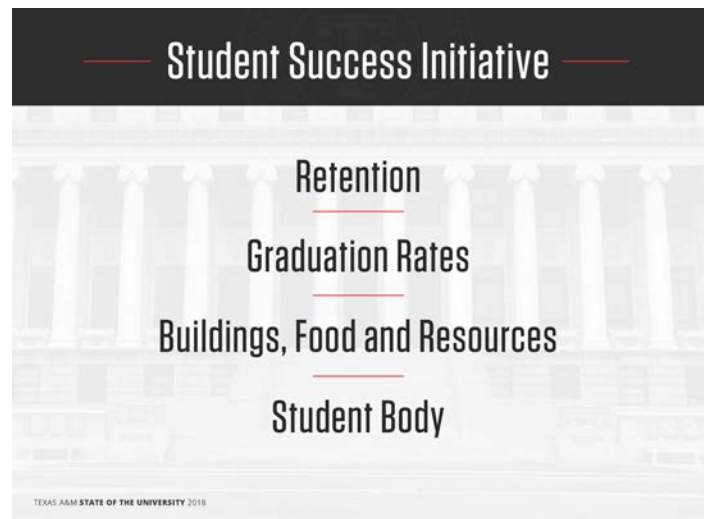 Student Success Initiative
Retention
Graduation Rates
Buildings, Food and Resources
Student Body
TEXAS A&M STATE OF THE UNIVERSITY 2018